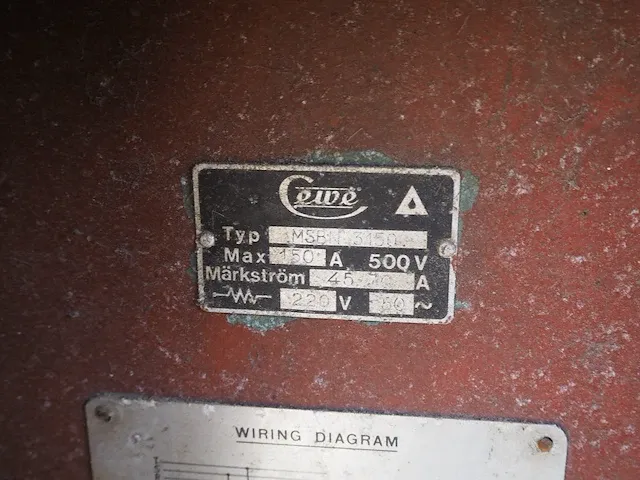 Cewe
Typ MSB 3150
Max 150 A 500 V
Märkström 45 A
220 V 50 ~
WIRING DIAGRAM